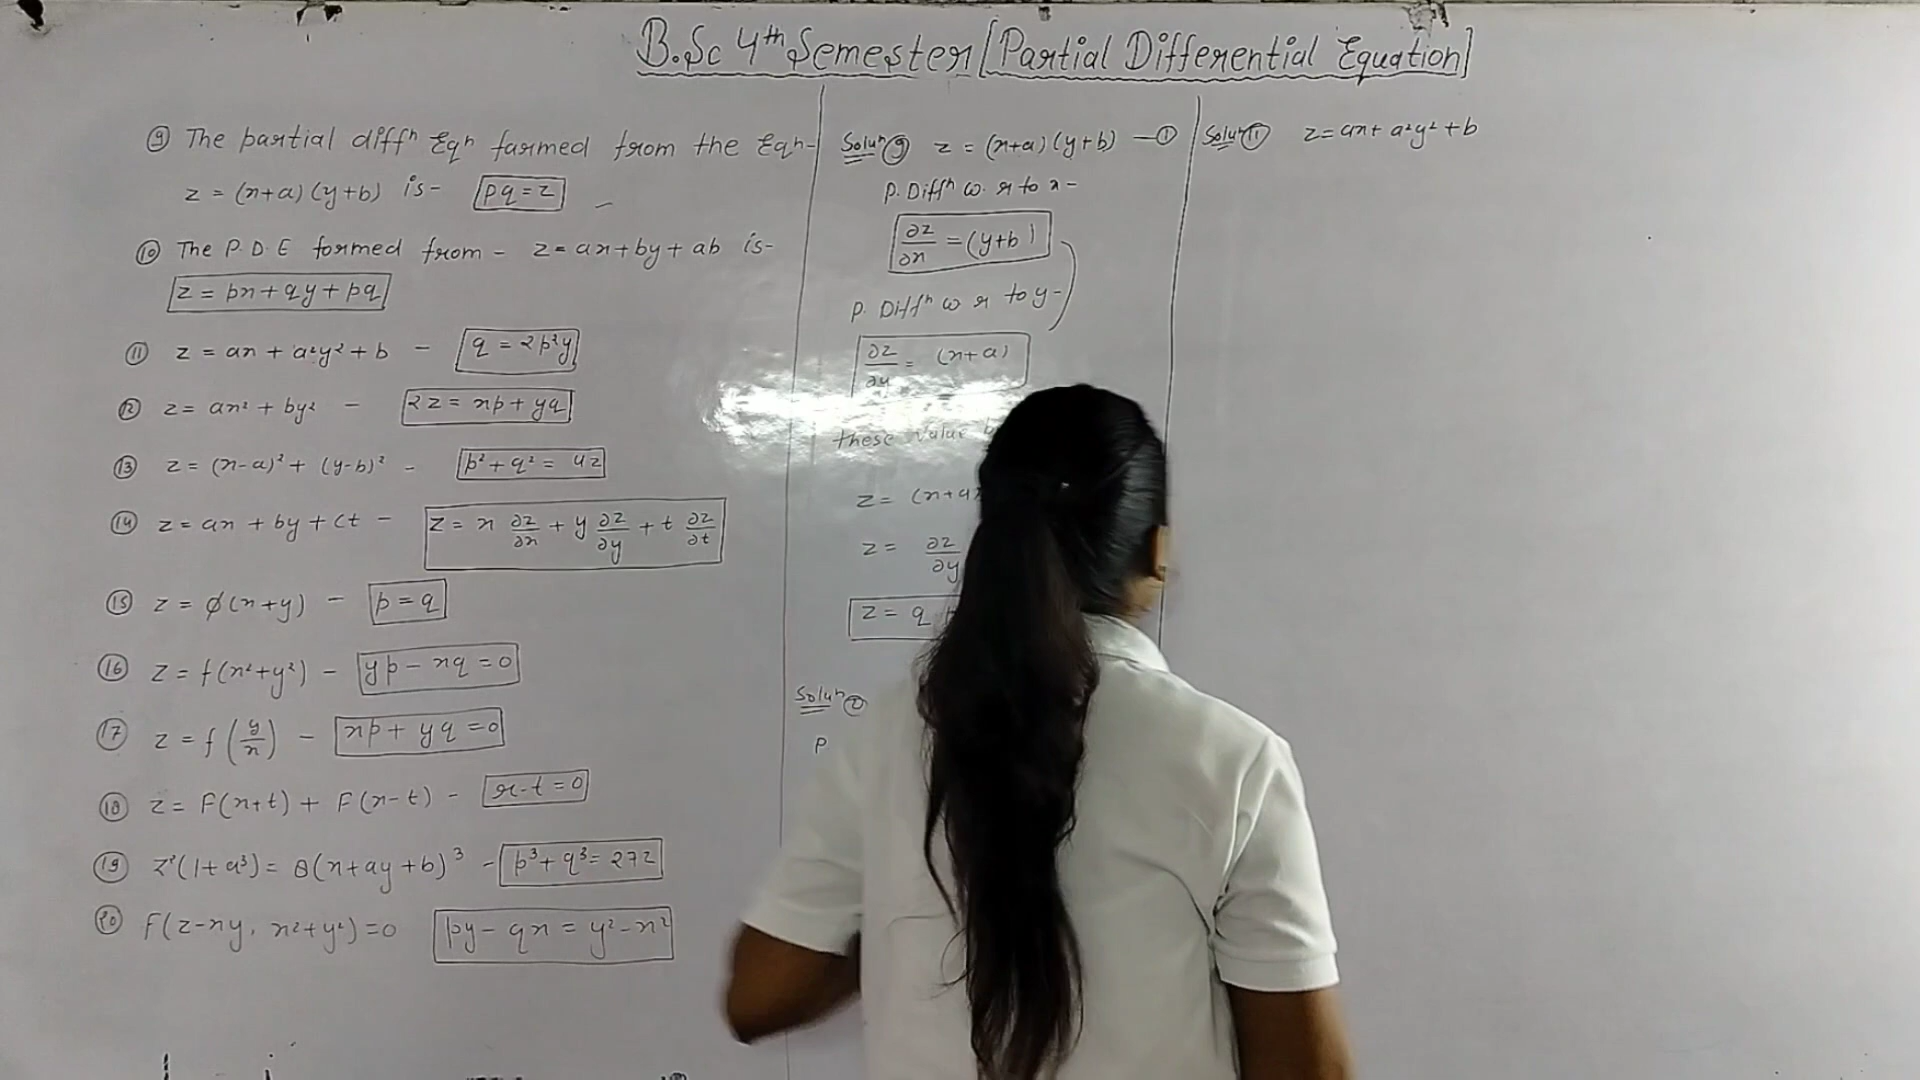 B.Sc 4th Semester [Partial Differential Equation]
⑨ The partial diffⁿ Eqⁿ farmed from the Eqn-
z = (x+a)(y+b) is- pq=z
⑩ The P.D.E formed from - z=ax+by+ab is-
z = px+qy+pq
⑪ z = ax + a²y²+b - q = 2p²y
⑫ z= ax² + by² - 2z= xp+yq
⑬ z = (x-a)²+ (y-b)² - p²+q² = 4z
⑭ z=ax + by+ct - z = x ∂z/∂x + y ∂z/∂y + t ∂z/∂t
⑮ z = ϕ(x+y) - p=q
⑯ z = f(x²+y²) - yp-xq=0
⑰ z = f(y/x) - xp+yq=0
⑱ z= F(x+t) + F(x-t) - r-t=0
⑲ z²(1+a³)= 8(x+ay+b)³ - p³+q³=27z
⑳ f(z-xy, x²+y²)=0 py-qx=y²-x²
Soluⁿ⑨ z = (x+a)(y+b) —①
P. Diffⁿ w. r to x-
∂z/∂x = (y+b)
P. Diffⁿ w r to y-
∂z/∂y = (x+a)
these value
z= (x+a)
z= ∂z/∂y
z= q
Soluⁿ
P
Soluⁿ⑪ z=ax+a²y²+b